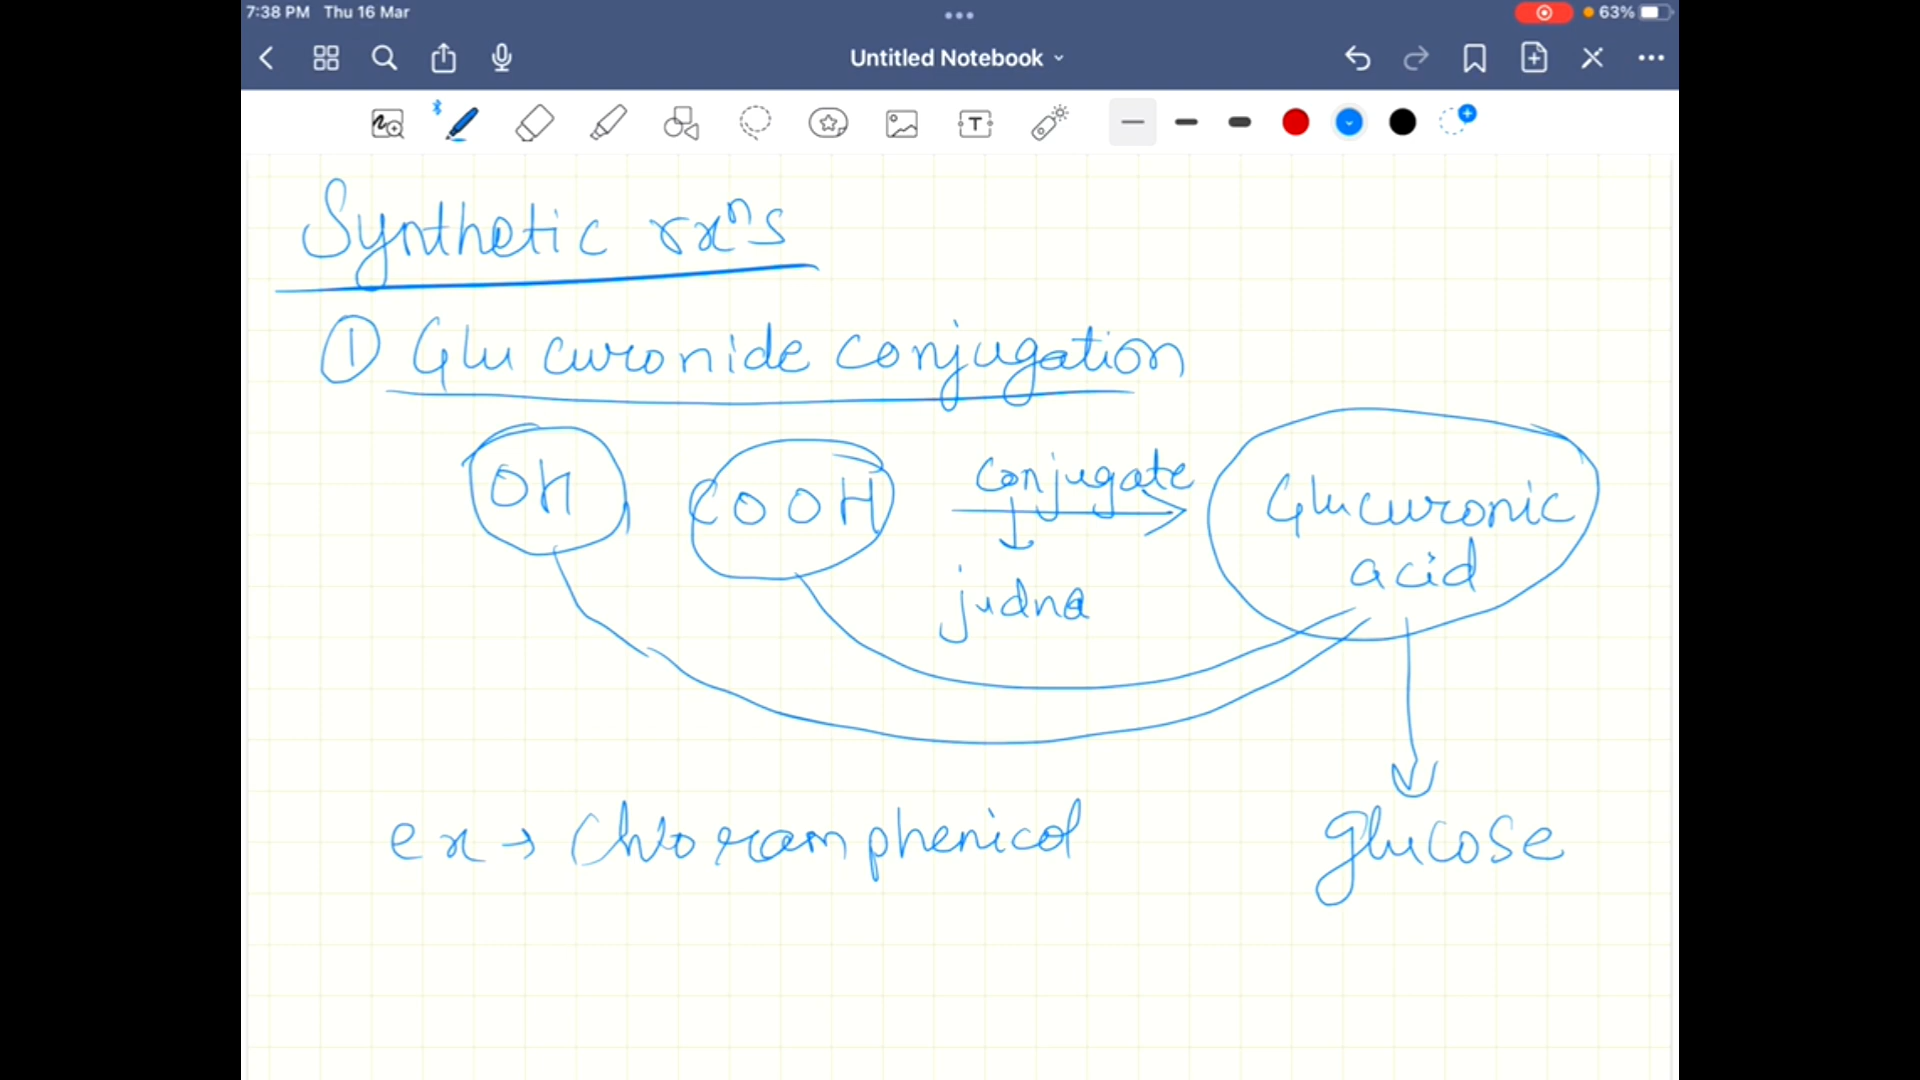 7:38 PM Thu 16 Mar
63%
Untitled Notebook
T
Synthetic rxⁿs
① Glucuronide conjugation
OH COOH conjugate Glucuronic
acid
judna
ex → Chloramphenicol glucose